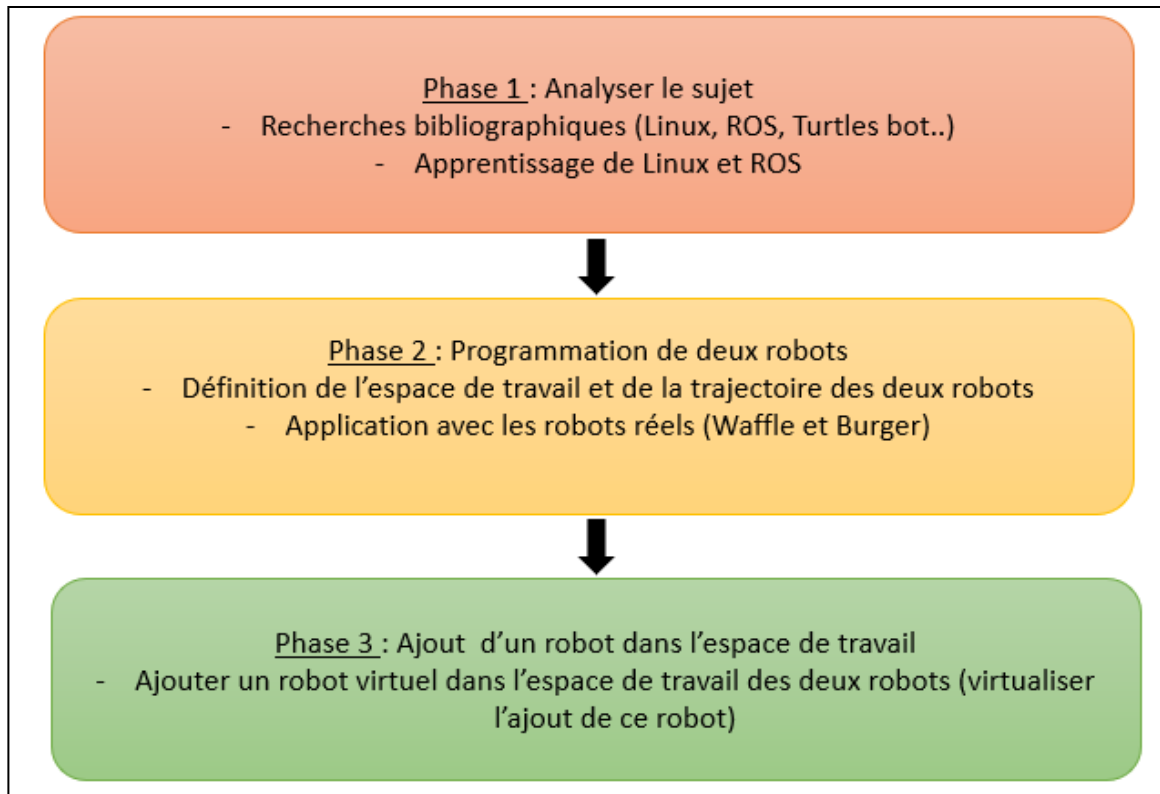 Phase 1 : Analyser le sujet
- Recherches bibliographiques (Linux, ROS, Turtles bot..)
- Apprentissage de Linux et ROS
Phase 2 : Programmation de deux robots
- Définition de l’espace de travail et de la trajectoire des deux robots
- Application avec les robots réels (Waffle et Burger)
Phase 3 : Ajout d’un robot dans l’espace de travail
- Ajouter un robot virtuel dans l’espace de travail des deux robots (virtualiser
l’ajout de ce robot)